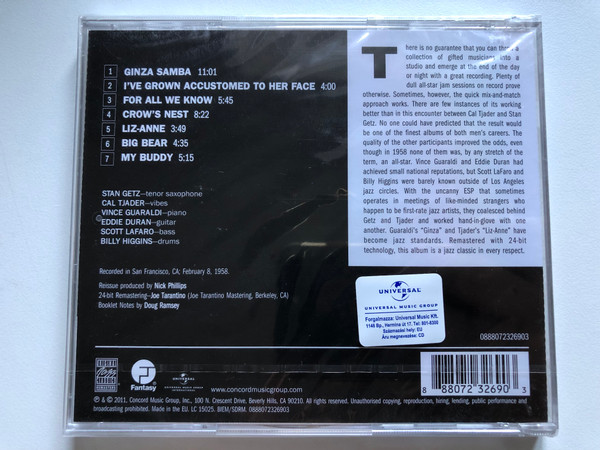 1 GINZA SAMBA 11:01
2 I'VE GROWN ACCUSTOMED TO HER FACE 4:00
3 FOR ALL WE KNOW 5:45
4 CROW'S NEST 8:22
5 LIZ-ANNE 3:49
6 BIG BEAR 4:35
7 MY BUDDY 5:15
STAN GETZ—tenor saxophone
CAL TJADER—vibes
VINCE GUARALDI—piano
EDDIE DURAN—guitar
SCOTT LAFARO—bass
BILLY HIGGINS—drums
Recorded in San Francisco, CA; February 8, 1958.
Reissue produced by Nick Phillips
24-bit Remastering—Joe Tarantino (Joe Tarantino Mastering, Berkeley, CA)
Booklet Notes by Doug Ramsey
There is no guarantee that you can throw a
collection of gifted musicians into a
studio and emerge at the end of the day
or night with a great recording. Plenty of
dull all-star jam sessions on record prove
otherwise. Sometimes, however, the quick mix-and-match
approach works. There are few instances of its working
better than in this encounter between Cal Tjader and Stan
Getz. No one could have predicted that the result would
be one of the finest albums of both men's careers. The
quality of the other participants improved the odds, even
though in 1958 none of them was, by any stretch of the
term, an all-star. Vince Guaraldi and Eddie Duran had
achieved small national reputations, but Scott LaFaro and
Billy Higgins were barely known outside of Los Angeles
jazz circles. With the uncanny ESP that sometimes
operates in meetings of like-minded strangers who
happen to be first-rate jazz artists, they coalesced behind
Getz and Tjader and worked hand-in-glove with one
another. Guaraldi's "Ginza" and Tjader's "Liz-Anne" have
become jazz standards. Remastered with 24-bit
technology, this album is a jazz classic in every respect.
UNIVERSAL
UNIVERSAL MUSIC GROUP
Forgalmazza: Universal Music Kft.
1146 Bp., Hermina út 17. Tel: 501-6300
Származási hely: EU
Áru megnevezése: CD
0888072326903
Fantasy
UNIVERSAL
www.concordmusicgroup.com
8 88072 32690 3
℗ & © 2011, Concord Music Group, Inc., 100 N. Crescent Drive, Beverly Hills, CA 90210. All rights reserved. Unauthorised copying, reproduction, hiring, lending, public performance and
broadcasting prohibited. Made in the EU. LC 15025. BIEM/SDRM. 0888072326903